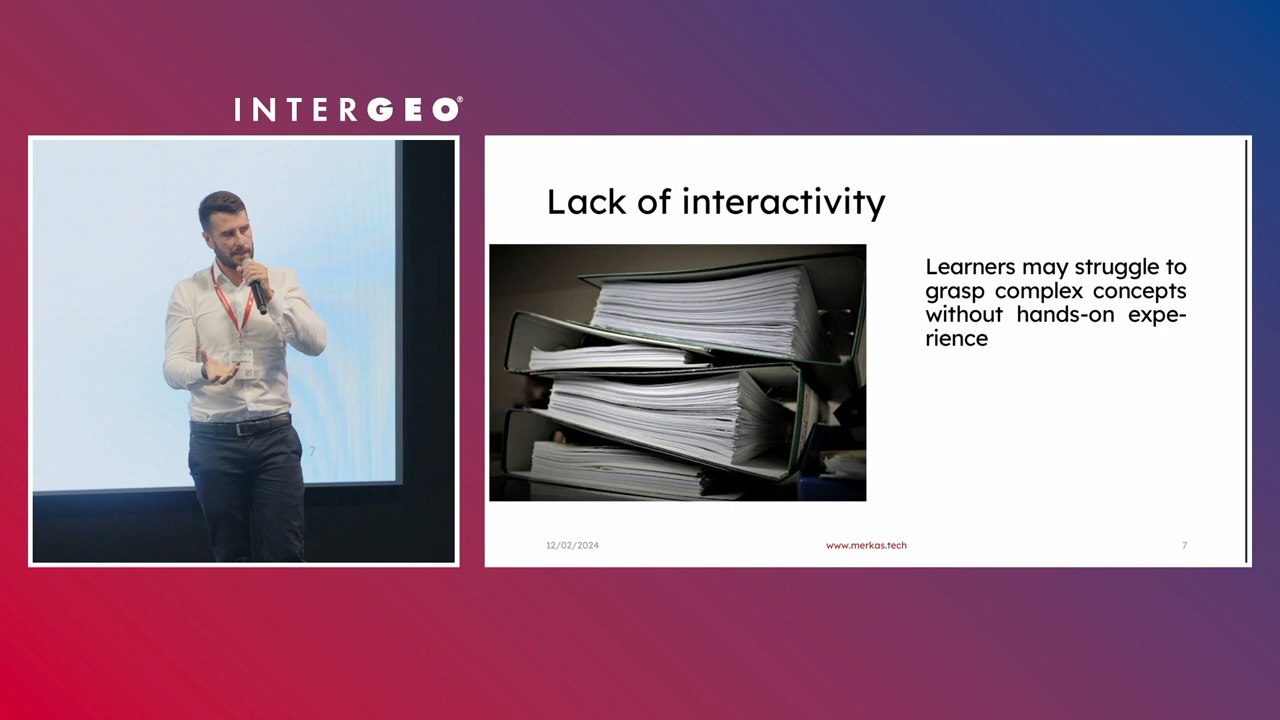 INTERGEO®
7
Lack of interactivity
Learners may struggle to
grasp complex concepts
without hands-on expe-
rience
12/02/2024
www.merkas.tech
7